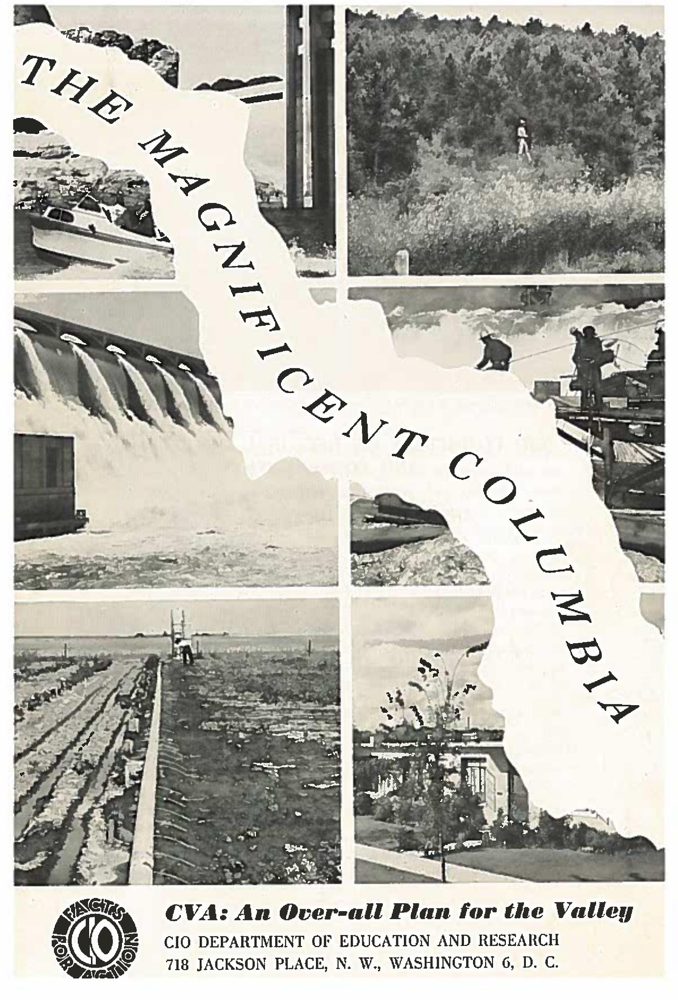 THE MAGNIFICENT COLUMBIA
FACTS FOR ACTION
CIO
CVA: An Over-all Plan for the Valley
CIO DEPARTMENT OF EDUCATION AND RESEARCH
718 JACKSON PLACE, N. W., WASHINGTON 6, D. C.